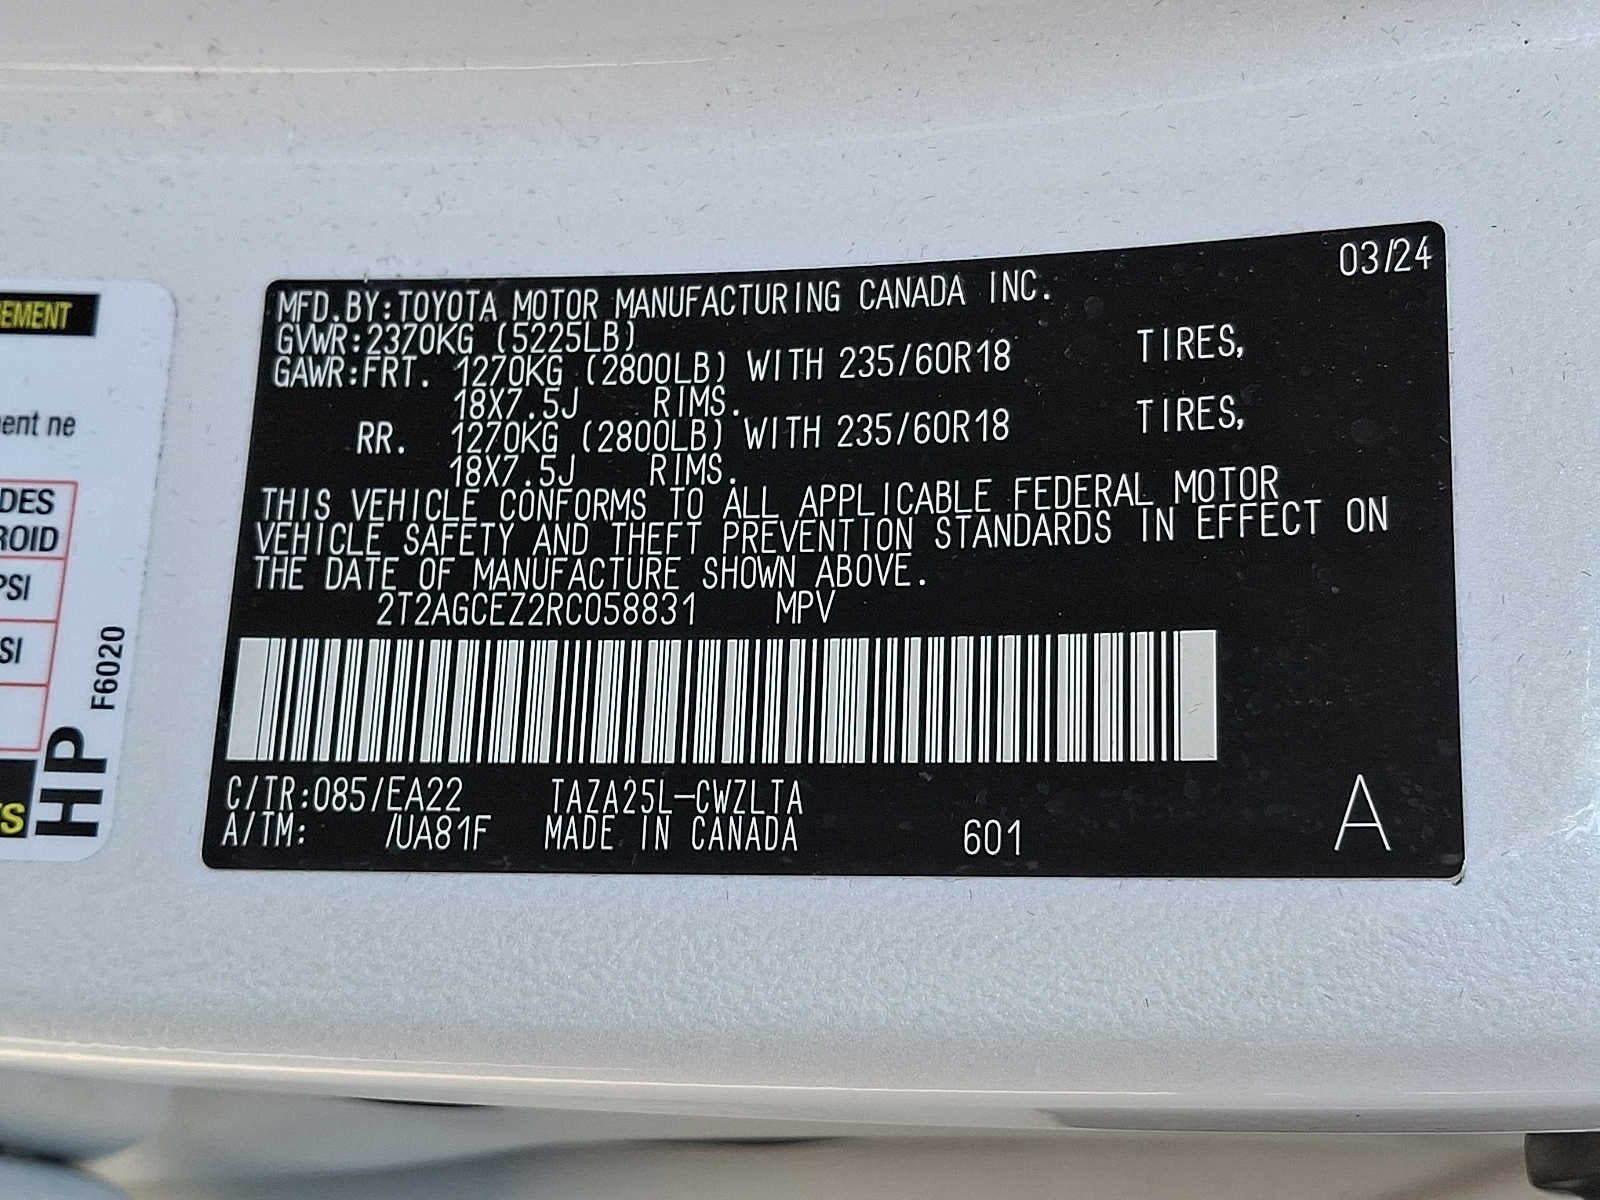 EMENT
ent ne
DES
ROID
PSI
SI
F6020
HP
S
03/24
MFD.BY:TOYOTA MOTOR MANUFACTURING CANADA INC.
GVWR:2370KG (5225LB)
GAWR:FRT. 1270KG (2800LB) WITH 235/60R18 TIRES,
18X7.5J RIMS.
RR. 1270KG (2800LB) WITH 235/60R18 TIRES,
18X7.5J RIMS.
THIS VEHICLE CONFORMS TO ALL APPLICABLE FEDERAL MOTOR
VEHICLE SAFETY AND THEFT PREVENTION STANDARDS IN EFFECT ON
THE DATE OF MANUFACTURE SHOWN ABOVE.
2T2AGCEZ2RC058831 MPV
C/TR:085/EA22 TAZA25L-CWZLTA
A/TM: /UA81F MADE IN CANADA 601 A